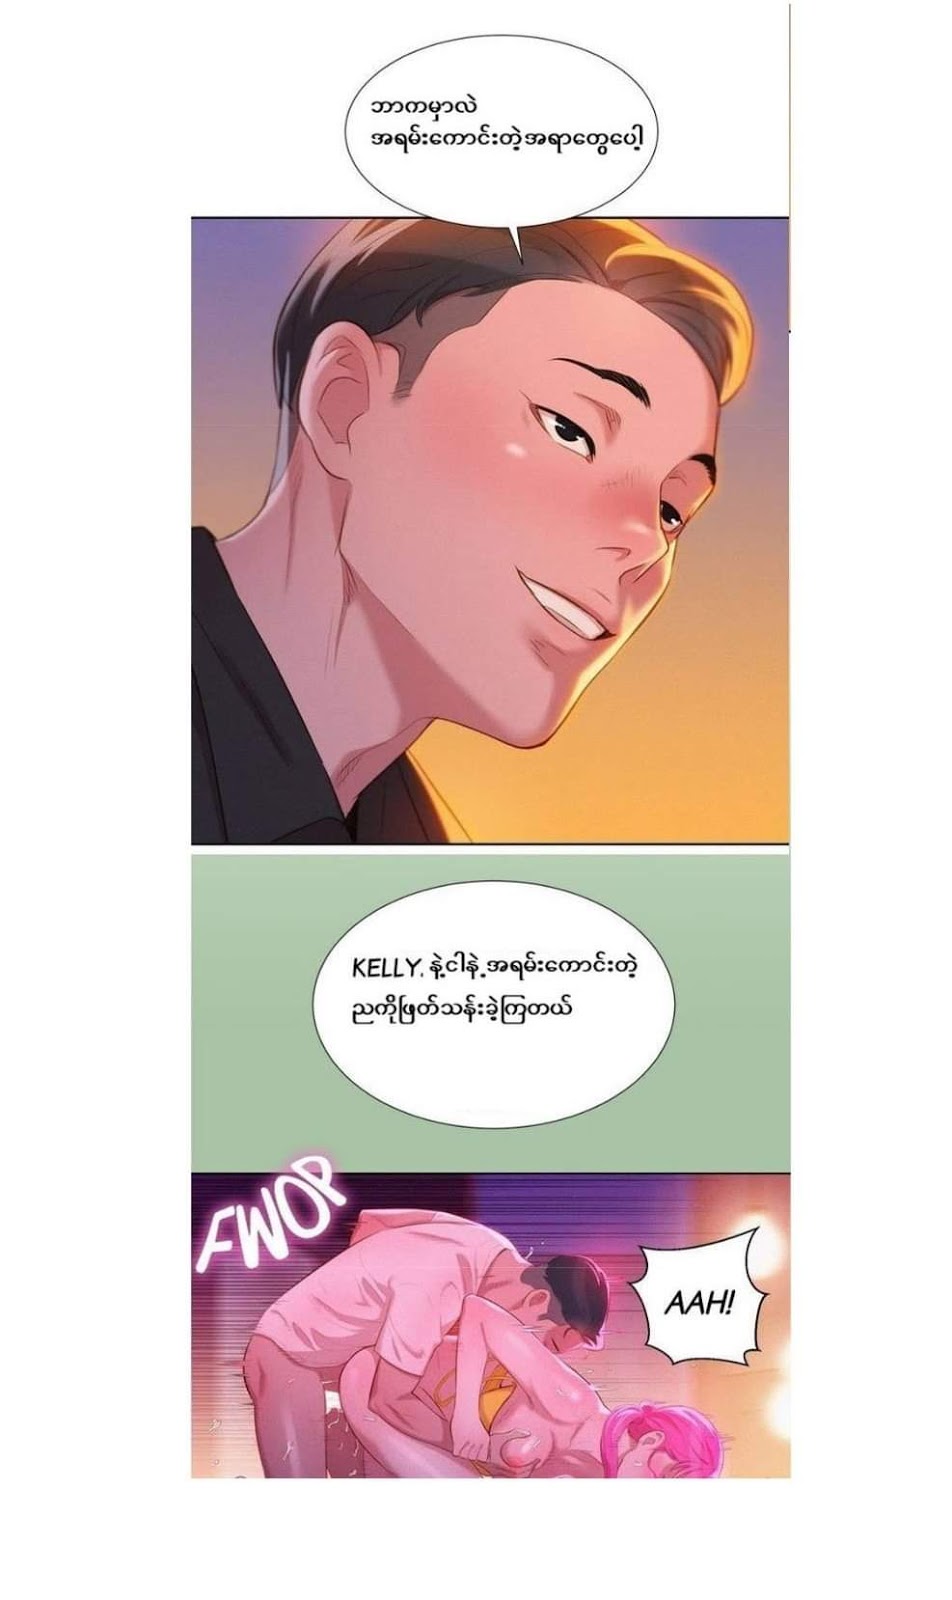 ဘာကမှာလဲ
အရမ်းကောင်းတဲ့အရာတွေပေါ့
KELLY. နဲ့ငါနဲ့အရမ်းကောင်းတဲ့
ညကိုဖြတ်သန်းခဲ့ကြတယ်
FWOP
AAH!